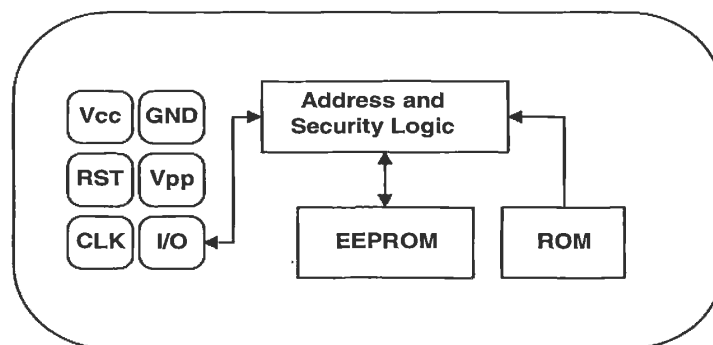 Vcc GND
RST Vpp
CLK I/O
Address and
Security Logic
EEPROM
ROM